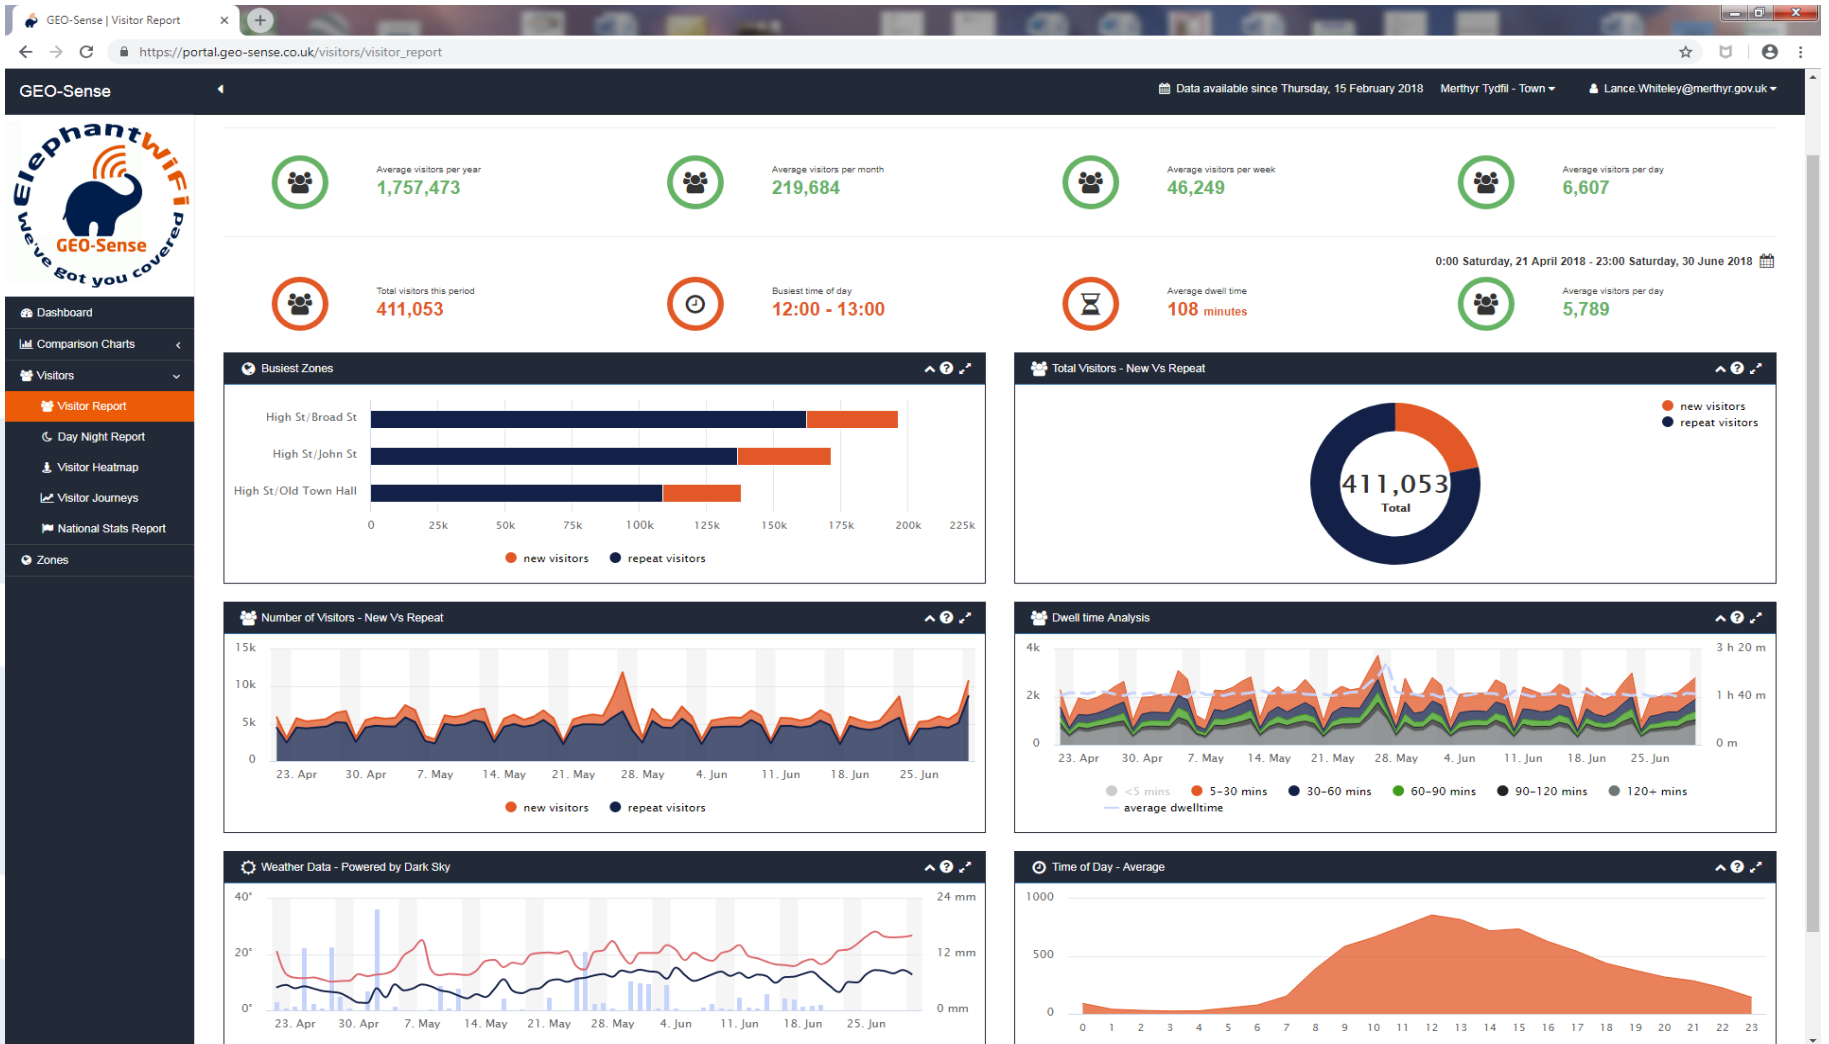 GEO-Sense | Visitor Report
https://portal.geo-sense.co.uk/visitors/visitor_report
GEO-Sense
Data available since Thursday, 15 February 2018 Merthyr Tydfil - Town Lance.Whiteley@merthyr.gov.uk
ElephantWiFi
GEO-Sense
We've got you covered
Dashboard
Comparison Charts
Visitors
Visitor Report
Day Night Report
Visitor Heatmap
Visitor Journeys
National Stats Report
Zones
Average visitors per year
1,757,473
Average visitors per month
219,684
Average visitors per week
46,249
Average visitors per day
6,607
0:00 Saturday, 21 April 2018 - 23:00 Saturday, 30 June 2018
Total visitors this period
411,053
Busiest time of day
12:00 - 13:00
Average dwell time
108 minutes
Average visitors per day
5,789
Busiest Zones
High St/Broad St
High St/John St
High St/Old Town Hall
0 25k 50k 75k 100k 125k 150k 175k 200k 225k
new visitors repeat visitors
Total Visitors - New Vs Repeat
new visitors
repeat visitors
411,053
Total
Number of Visitors - New Vs Repeat
15k
10k
5k
0
23. Apr 30. Apr 7. May 14. May 21. May 28. May 4. Jun 11. Jun 18. Jun 25. Jun
new visitors repeat visitors
Dwell time Analysis
4k 3 h 20 m
2k 1 h 40 m
0 0 m
23. Apr 30. Apr 7. May 14. May 21. May 28. May 4. Jun 11. Jun 18. Jun 25. Jun
<5 mins 5-30 mins 30-60 mins 60-90 mins 90-120 mins 120+ mins
average dwelltime
Weather Data - Powered by Dark Sky
40° 24 mm
20° 12 mm
0° 0 mm
23. Apr 30. Apr 7. May 14. May 21. May 28. May 4. Jun 11. Jun 18. Jun 25. Jun
Time of Day - Average
1000
500
0
0 1 2 3 4 5 6 7 8 9 10 11 12 13 14 15 16 17 18 19 20 21 22 23